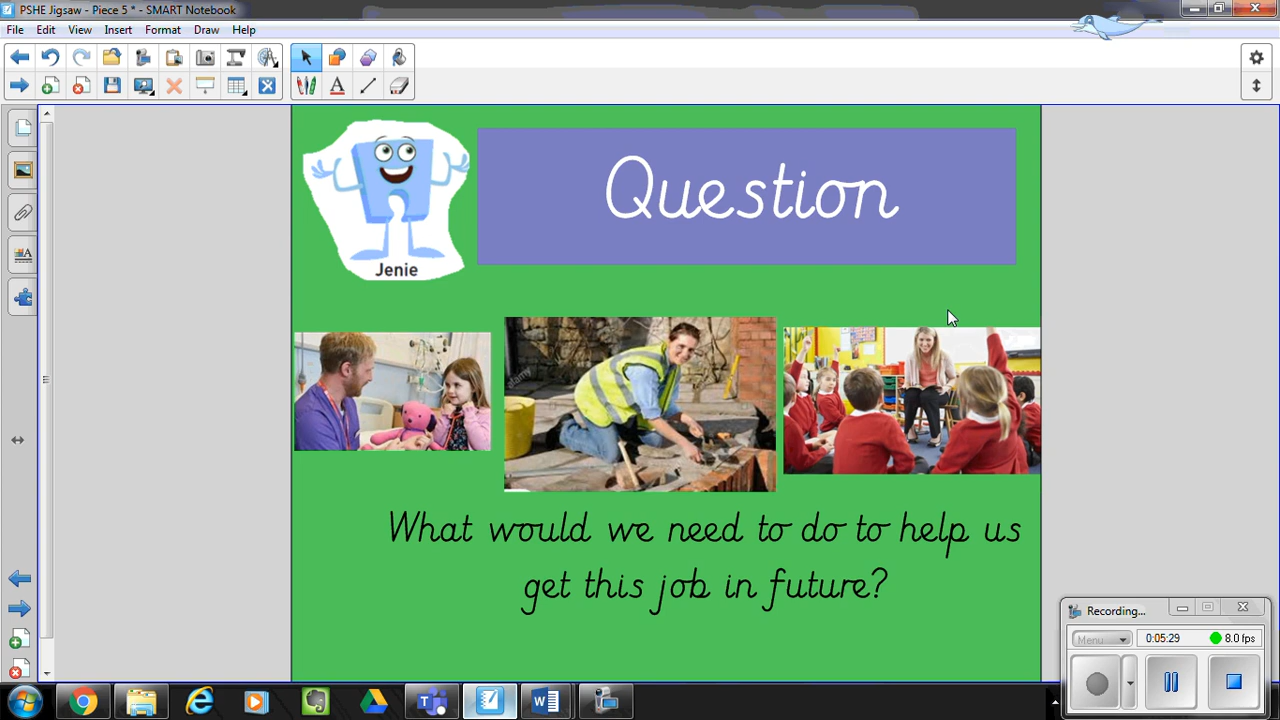 PSHE Jigsaw - Piece 5 * - SMART Notebook
File Edit View Insert Format Draw Help
Question
Jenie
alamy
What would we need to do to help us
get this job in future?
Recording...
Menu 0:05:29 8.0 fps